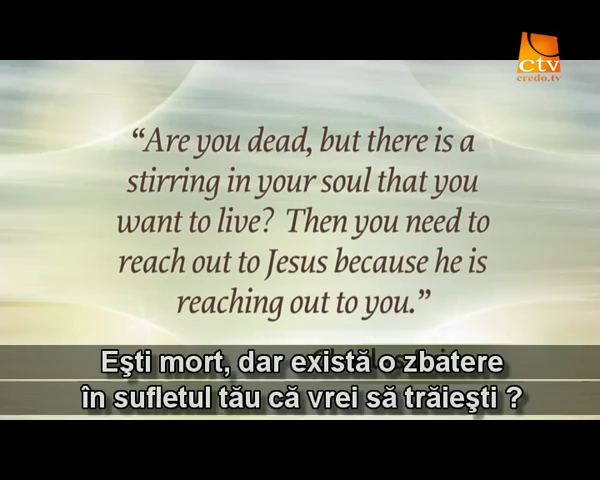 ctv
credo.tv
“Are you dead, but there is a
stirring in your soul that you
want to live? Then you need to
reach out to Jesus because he is
reaching out to you.”
Eşti mort, dar există o zbatere
în sufletul tău că vrei să trăieşti ?